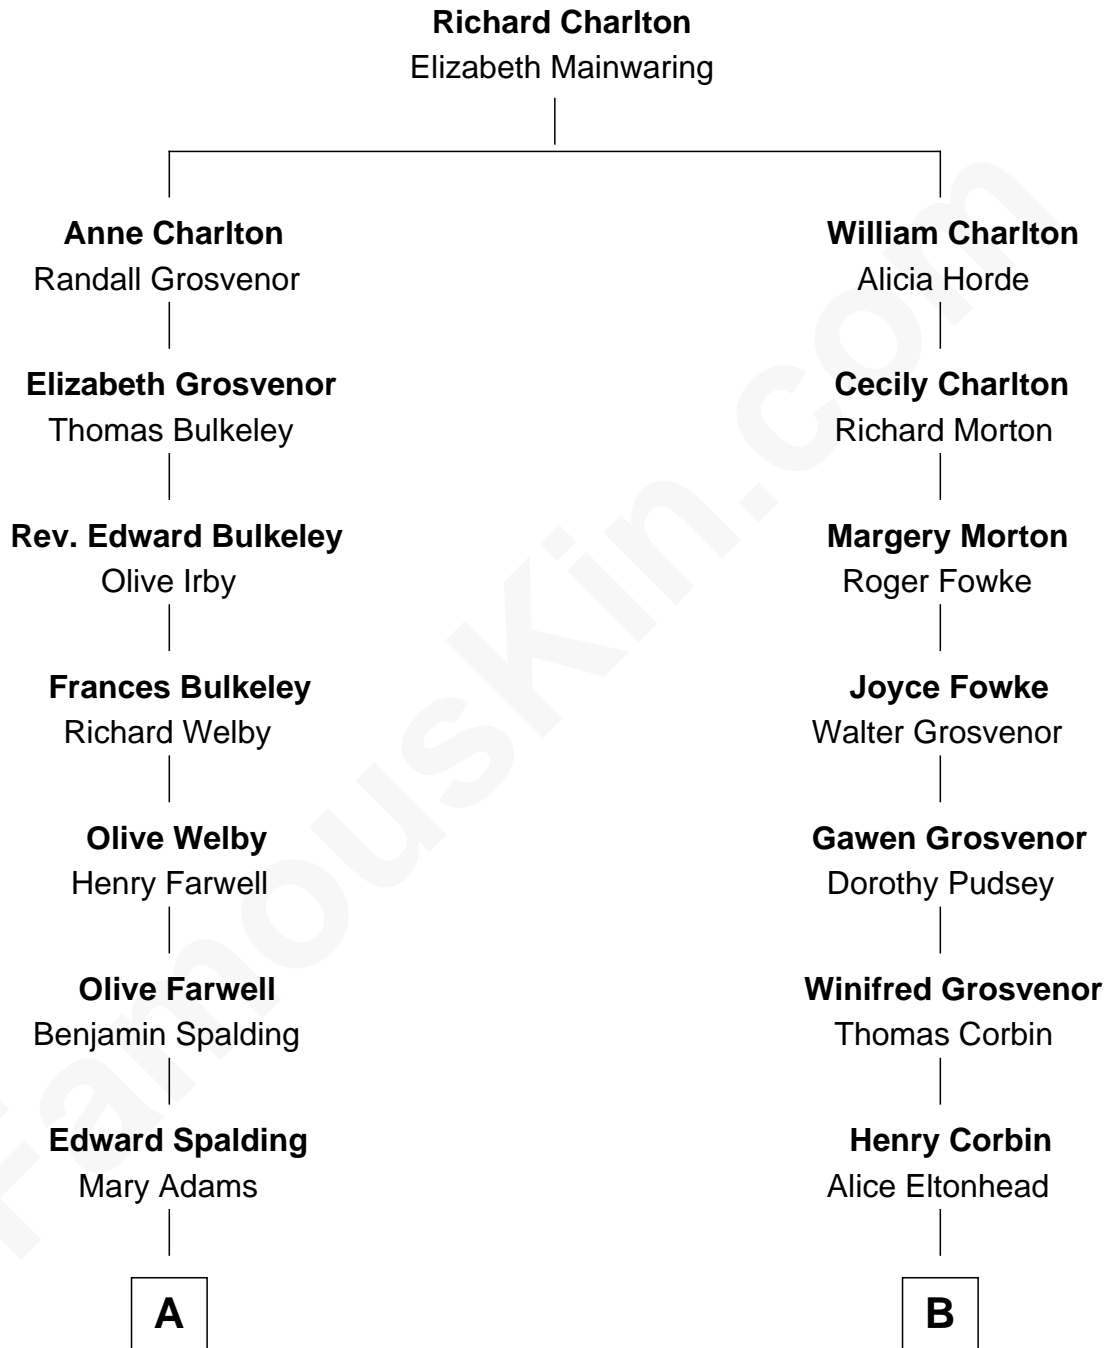 Richard Charlton
Elizabeth Mainwaring
Anne Charlton
Randall Grosvenor
William Charlton
Alicia Horde
Elizabeth Grosvenor
Thomas Bulkeley
Cecily Charlton
Richard Morton
Rev. Edward Bulkeley
Olive Irby
Margery Morton
Roger Fowke
Frances Bulkeley
Richard Welby
Joyce Fowke
Walter Grosvenor
Olive Welby
Henry Farwell
Gawen Grosvenor
Dorothy Pudsey
Olive Farwell
Benjamin Spalding
Winifred Grosvenor
Thomas Corbin
Edward Spalding
Mary Adams
Henry Corbin
Alice Eltonhead
A
B
FamousKin.com